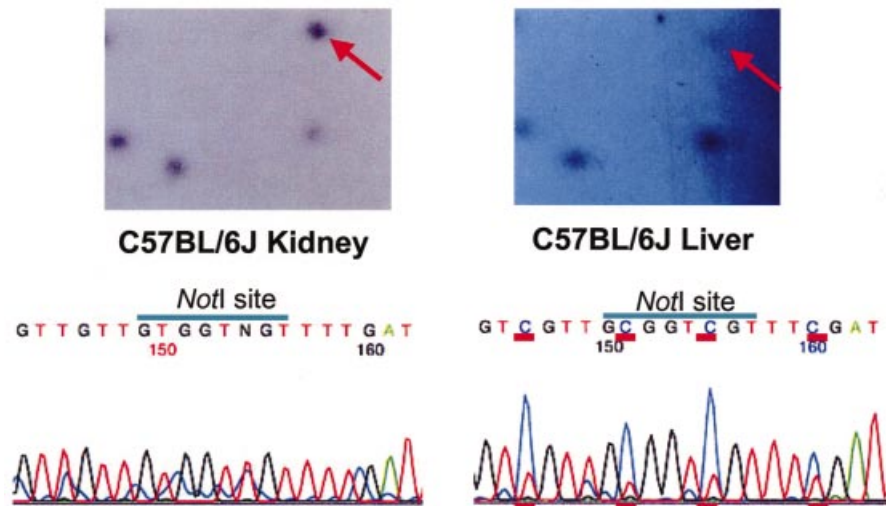 C57BL/6J Kidney
C57BL/6J Liver
NotI site
G T T G T T G T G G T N G T T T T G A T
150
160
NotI site
G T C G T T G C G G T C G T T T C G A T
150
160